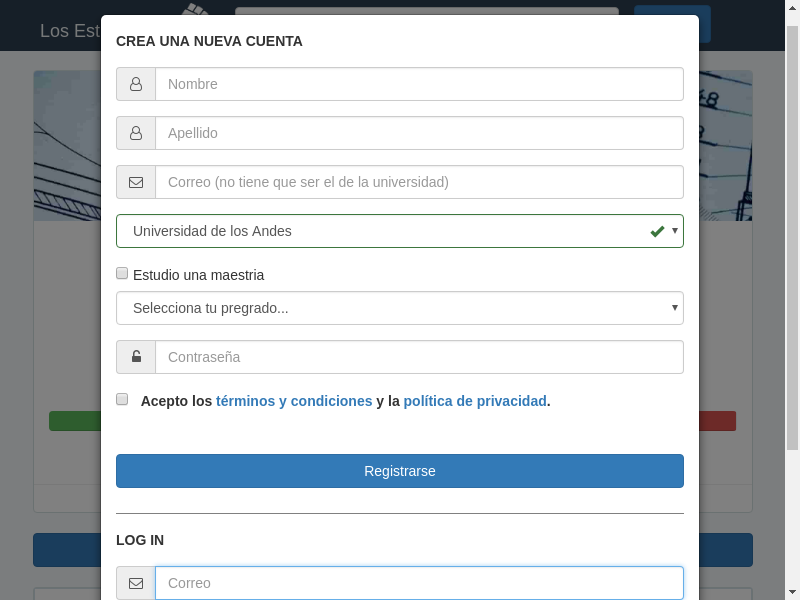 Los Est
CREA UNA NUEVA CUENTA
Nombre
Apellido
Correo (no tiene que ser el de la universidad)
Universidad de los Andes
Estudio una maestria
Selecciona tu pregrado...
Contraseña
Acepto los términos y condiciones y la política de privacidad.
Registrarse
LOG IN
Correo